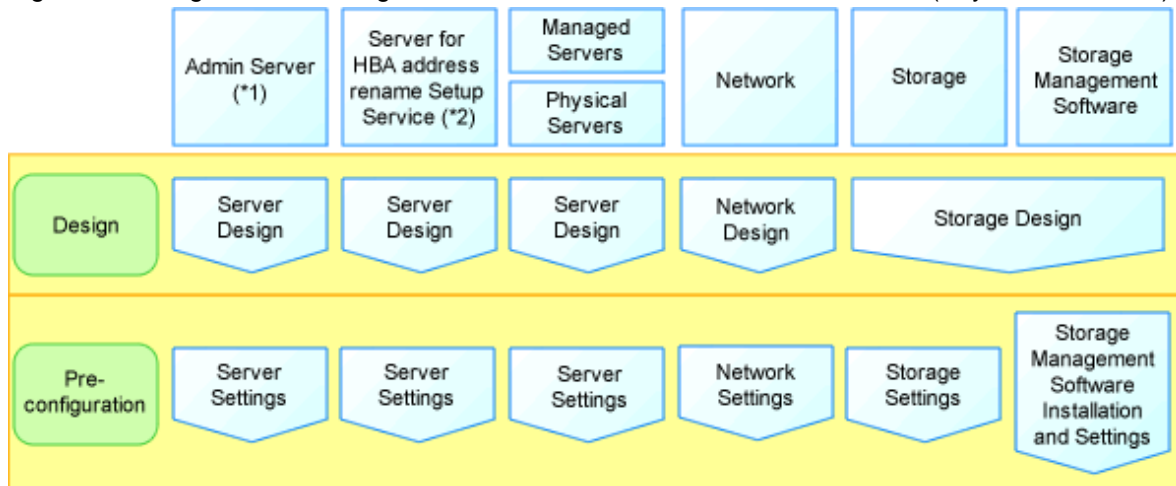 Admin Server
(*1)
Server for
HBA address
rename Setup
Service (*2)
Managed
Servers
Physical
Servers
Network
Storage
Storage
Management
Software
Design
Server
Design
Server
Design
Server
Design
Network
Design
Storage Design
Pre-
configuration
Server
Settings
Server
Settings
Server
Settings
Network
Settings
Storage
Settings
Storage
Management
Software
Installation
and Settings